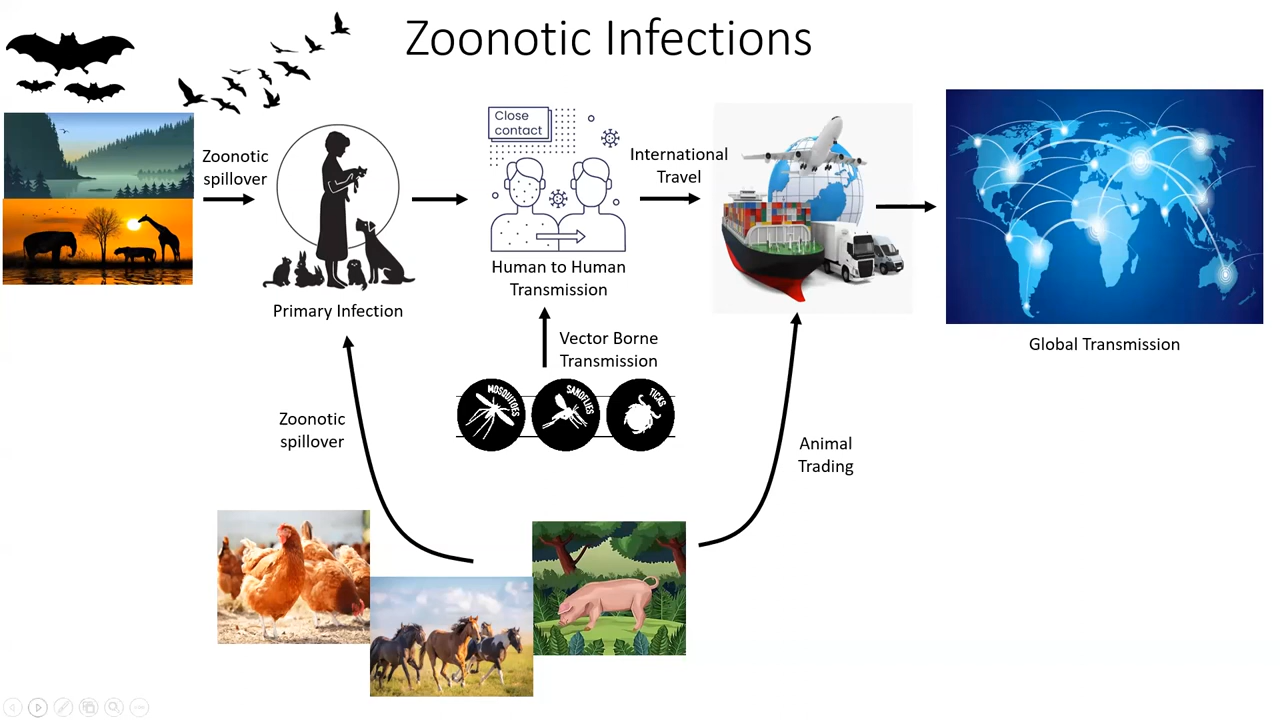 Zoonotic Infections
Zoonotic
spillover
Close
contact
International
Travel
Primary Infection
Human to Human
Transmission
Global Transmission
Vector Borne
Transmission
MOSQUITOES
SANDFLIES
TICKS
Zoonotic
spillover
Animal
Trading